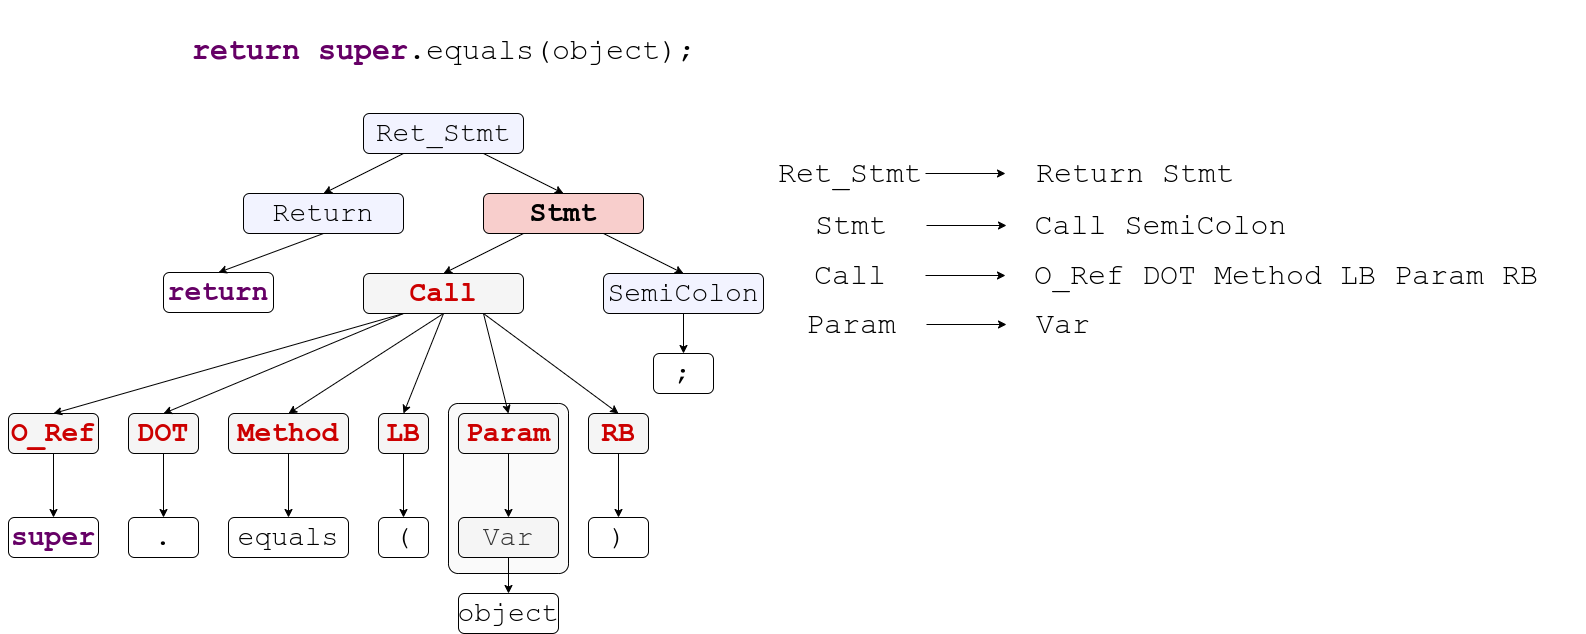 return super.equals(object);
Ret_Stmt
Return Stmt
return Call SemiColon
;
O_Ref DOT Method LB Param RB
super . equals ( Var )
object
Ret_Stmt Return Stmt
Stmt Call SemiColon
Call O_Ref DOT Method LB Param RB
Param Var